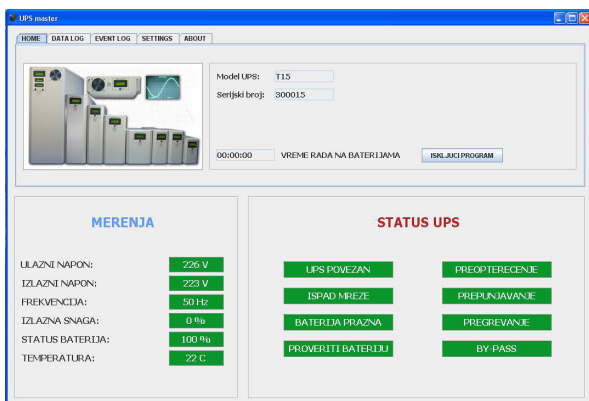 UPS master
HOME DATA LOG EVENT LOG SETTINGS ABOUT
Model UPS: T15
Serijski broj: 300015
00:00:00 VREME RADA NA BATERIJAMA ISKLJUCI PROGRAM
MERENJA
ULAZNI NAPON: 226 V
IZLAZNI NAPON: 223 V
FREKVENCIJA: 50 Hz
IZLAZNA SNAGA: 0 %
STATUS BATERIJA: 100 %
TEMPERATURA: 22 C
STATUS UPS
UPS POVEZAN PREOPTERECENJE
ISPAD MREZE PREPUNJAVANJE
BATERIJA PRAZNA PREGREVANJE
PROVERITI BATERIJU BY-PASS